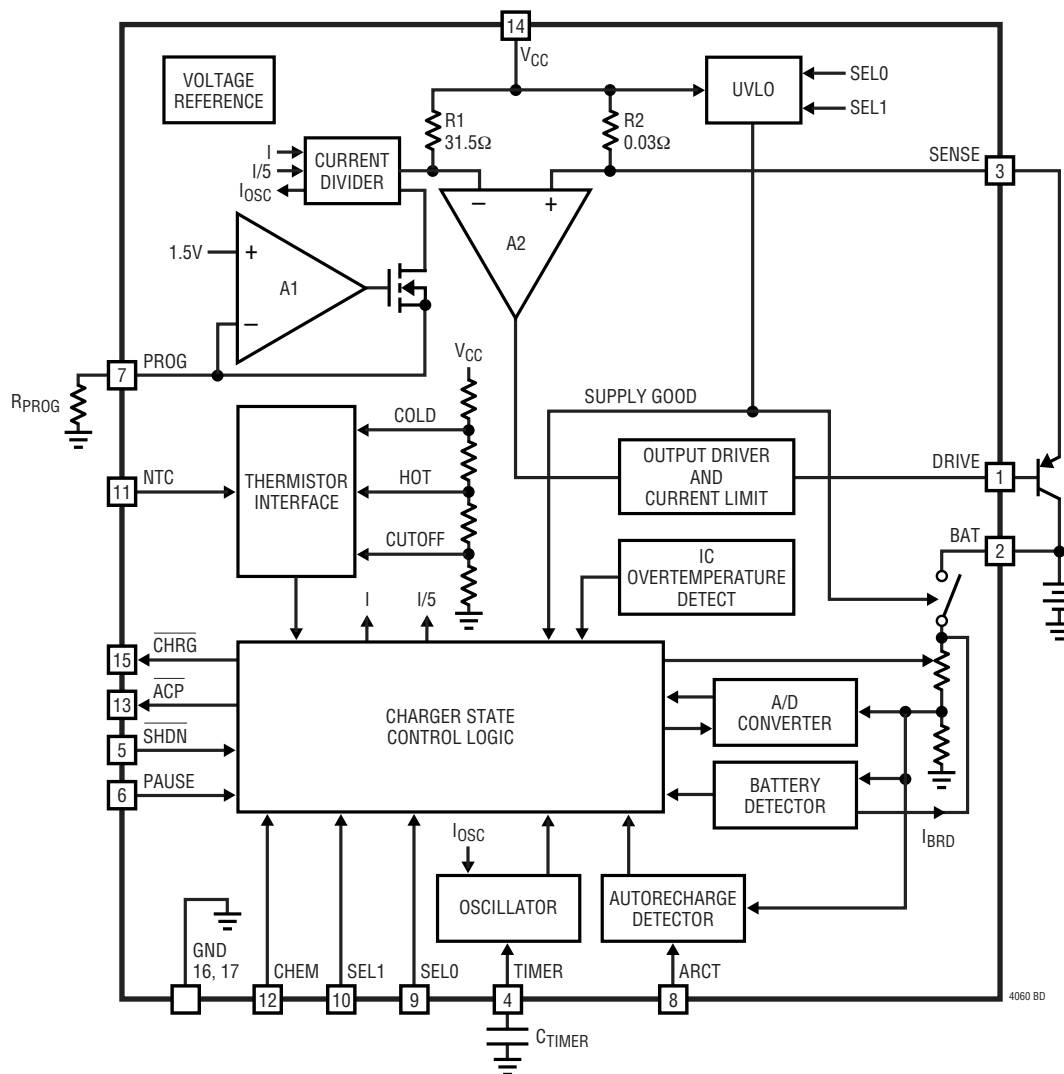 14
VCC
VOLTAGE
REFERENCE
UVLO
SEL0
SEL1
R1
31.5Ω
R2
0.03Ω
I
I/5
IOSC
CURRENT
DIVIDER
SENSE
3
–
+
A2
1.5V
+
A1
–
7
PROG
RPROG
VCC
SUPPLY GOOD
COLD
THERMISTOR
INTERFACE
HOT
CUTOFF
11
NTC
OUTPUT DRIVER
AND
CURRENT LIMIT
DRIVE
1
BAT
2
IC
OVERTEMPERATURE
DETECT
I
I/5
15
CHRG
13
ACP
5
SHDN
6
PAUSE
CHARGER STATE
CONTROL LOGIC
A/D
CONVERTER
BATTERY
DETECTOR
IBRD
IOSC
OSCILLATOR
AUTORECHARGE
DETECTOR
GND
16, 17
CHEM
12
SEL1
10
SEL0
9
TIMER
4
ARCT
8
4060 BD
CTIMER